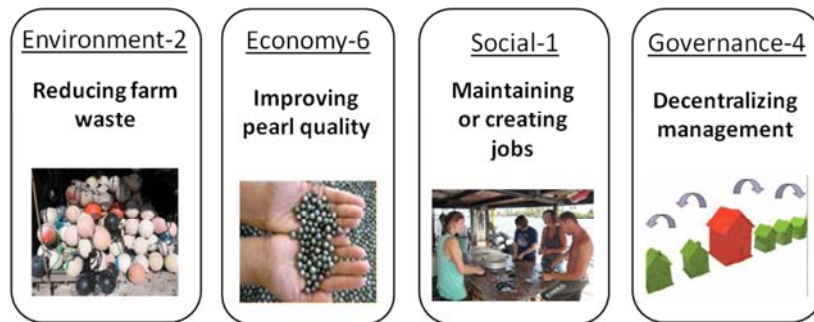 Environment-2
Reducing farm
waste
Economy-6
Improving
pearl quality
Social-1
Maintaining
or creating
jobs
Governance-4
Decentralizing
management